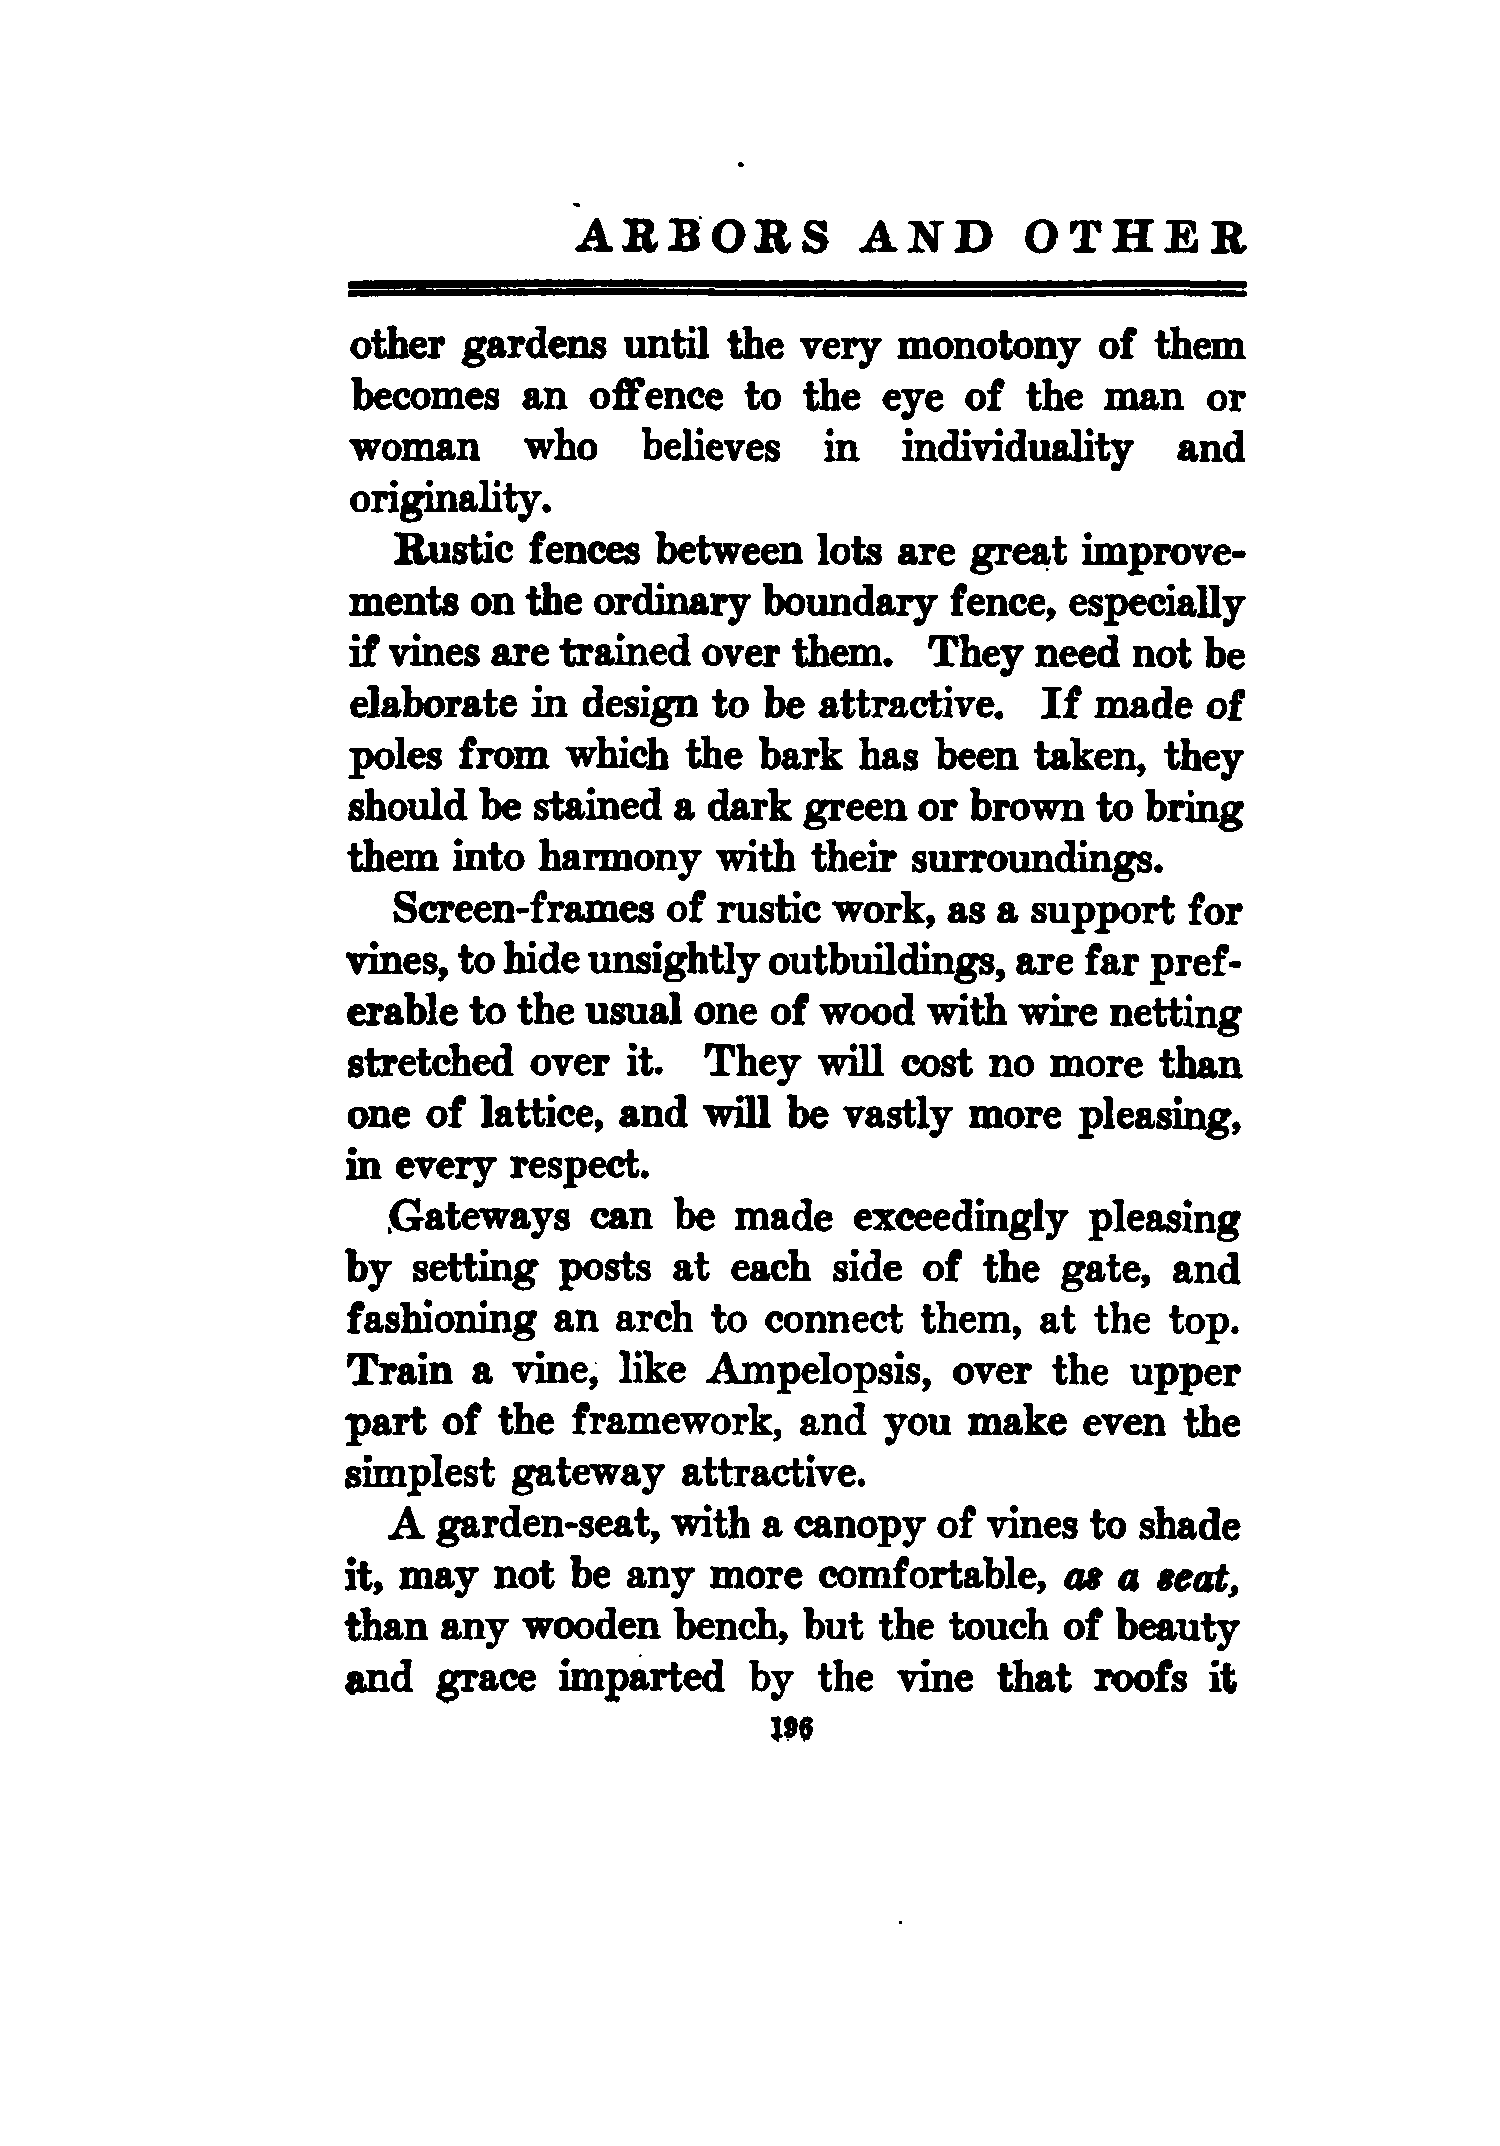 ARBORS AND OTHER
other gardens until the very monotony of them
becomes an offence to the eye of the man or
woman who believes in individuality and
originality.
Rustic fences between lots are great improve-
ments on the ordinary boundary fence, especially
if vines are trained over them. They need not be
elaborate in design to be attractive. If made of
poles from which the bark has been taken, they
should be stained a dark green or brown to bring
them into harmony with their surroundings.
Screen-frames of rustic work, as a support for
vines, to hide unsightly outbuildings, are far pref-
erable to the usual one of wood with wire netting
stretched over it. They will cost no more than
one of lattice, and will be vastly more pleasing,
in every respect.
Gateways can be made exceedingly pleasing
by setting posts at each side of the gate, and
fashioning an arch to connect them, at the top.
Train a vine, like Ampelopsis, over the upper
part of the framework, and you make even the
simplest gateway attractive.
A garden-seat, with a canopy of vines to shade
it, may not be any more comfortable, as a seat,
than any wooden bench, but the touch of beauty
and grace imparted by the vine that roofs it
196